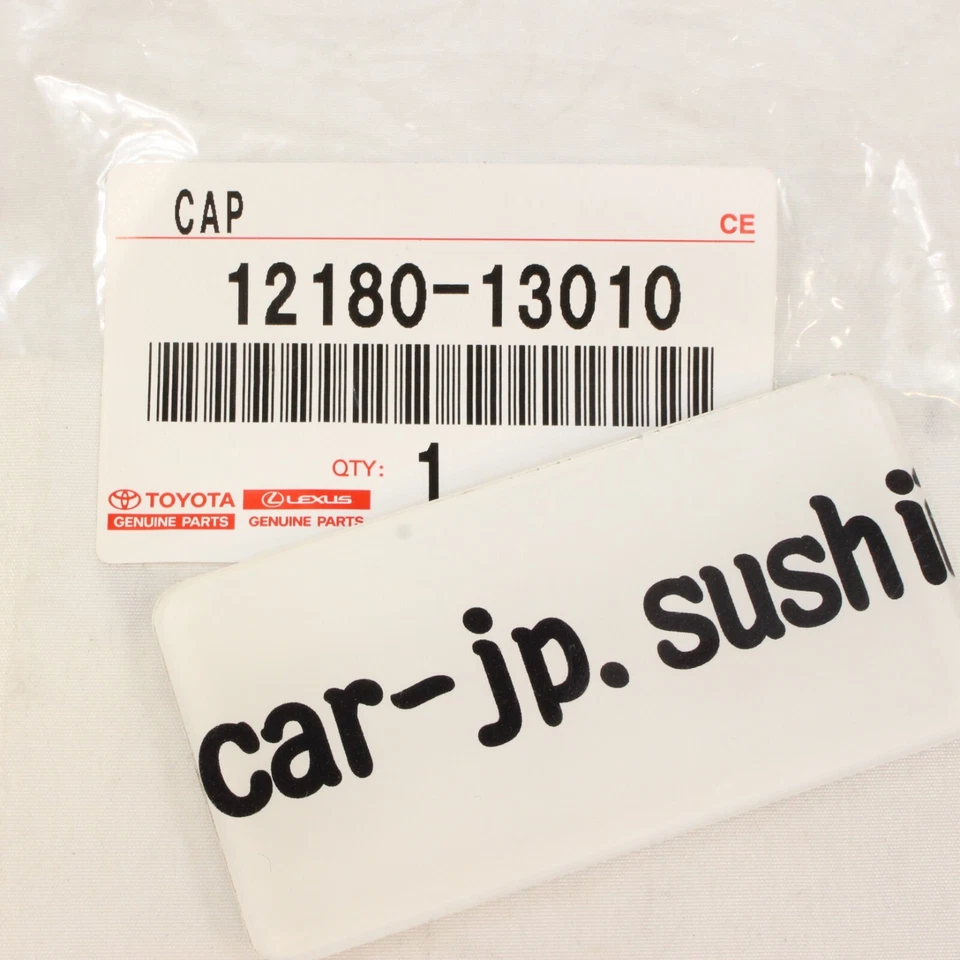 CAP
CE
12180-13010
QTY: 1
TOYOTA LEXUS
GENUINE PARTS GENUINE PARTS
car-jp.sushi